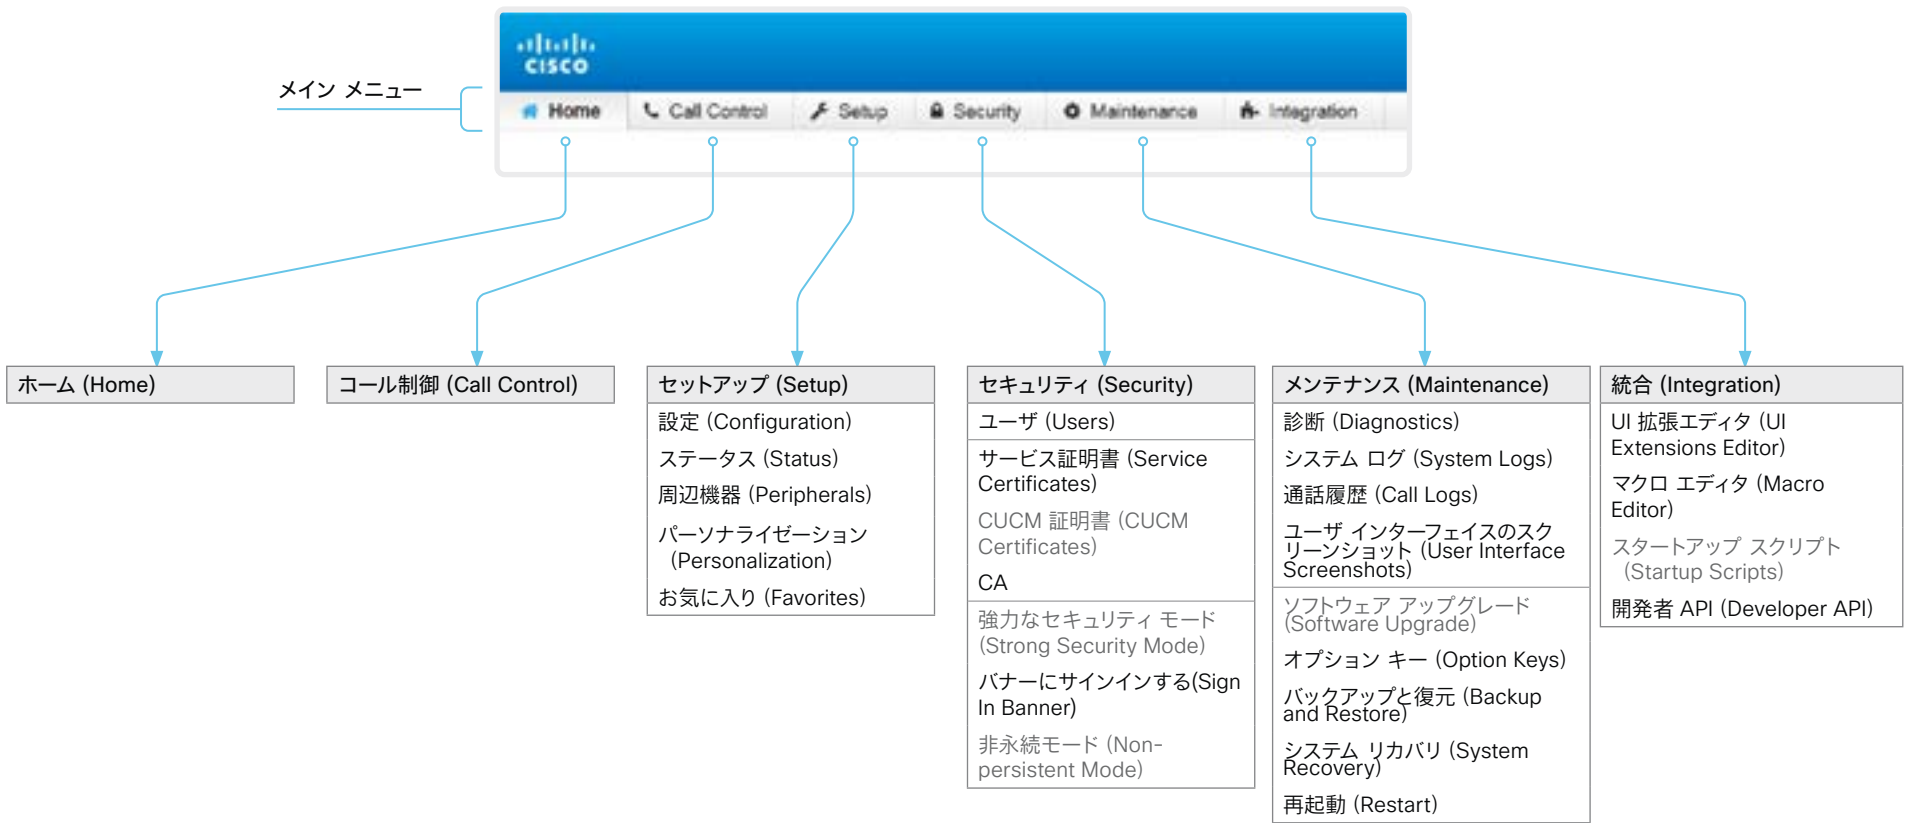 CISCO
メイン メニュー
Home Call Control Setup Security Maintenance Integration
ホーム (Home)
コール制御 (Call Control)
セットアップ (Setup)
設定 (Configuration)
ステータス (Status)
周辺機器 (Peripherals)
パーソナライゼーション
(Personalization)
お気に入り (Favorites)
セキュリティ (Security)
ユーザ (Users)
サービス証明書 (Service
Certificates)
CUCM 証明書 (CUCM
Certificates)
CA
強力なセキュリティ モード
(Strong Security Mode)
バナーにサインインする(Sign
In Banner)
非永続モード (Non-
persistent Mode)
メンテナンス (Maintenance)
診断 (Diagnostics)
システム ログ (System Logs)
通話履歴 (Call Logs)
ユーザ インターフェイスのスク
リーンショット (User Interface
Screenshots)
ソフトウェア アップグレード
(Software Upgrade)
オプション キー (Option Keys)
バックアップと復元 (Backup
and Restore)
システム リカバリ (System
Recovery)
再起動 (Restart)
統合 (Integration)
UI 拡張エディタ (UI
Extensions Editor)
マクロ エディタ (Macro
Editor)
スタートアップ スクリプト
(Startup Scripts)
開発者 API (Developer API)